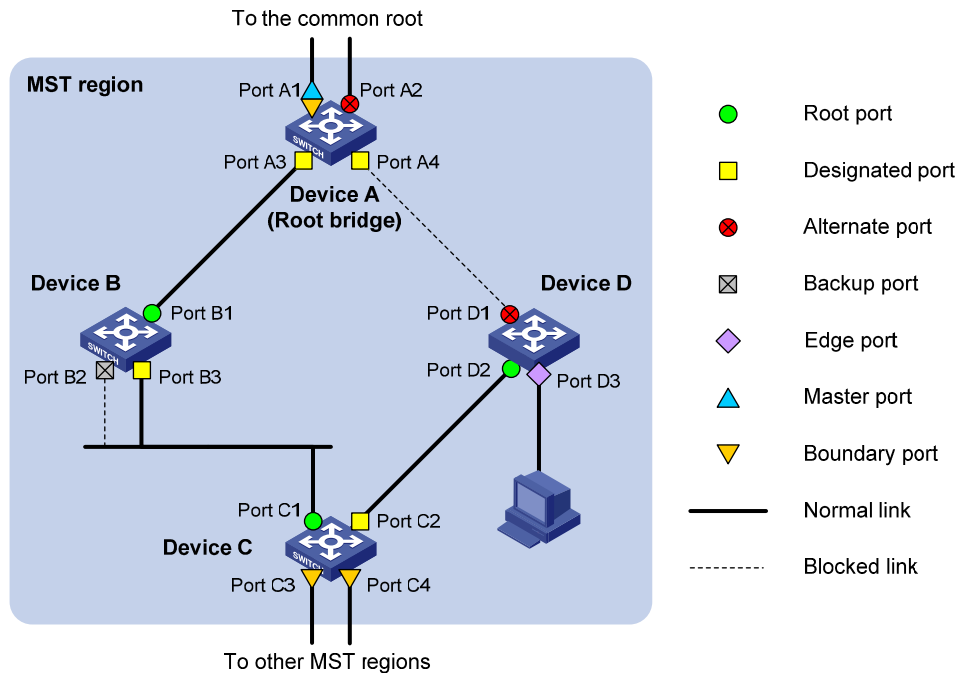 To the common root
MST region
Port A1
Port A2
SWITCH
Port A3
Port A4
Device A
(Root bridge)
Device B
Device D
Port B1
Port D1
SWITCH
Port B2
Port B3
Port D2
Port D3
Port C1
Port C2
Device C
SWITCH
Port C3
Port C4
To other MST regions
Root port
Designated port
Alternate port
Backup port
Edge port
Master port
Boundary port
Normal link
Blocked link